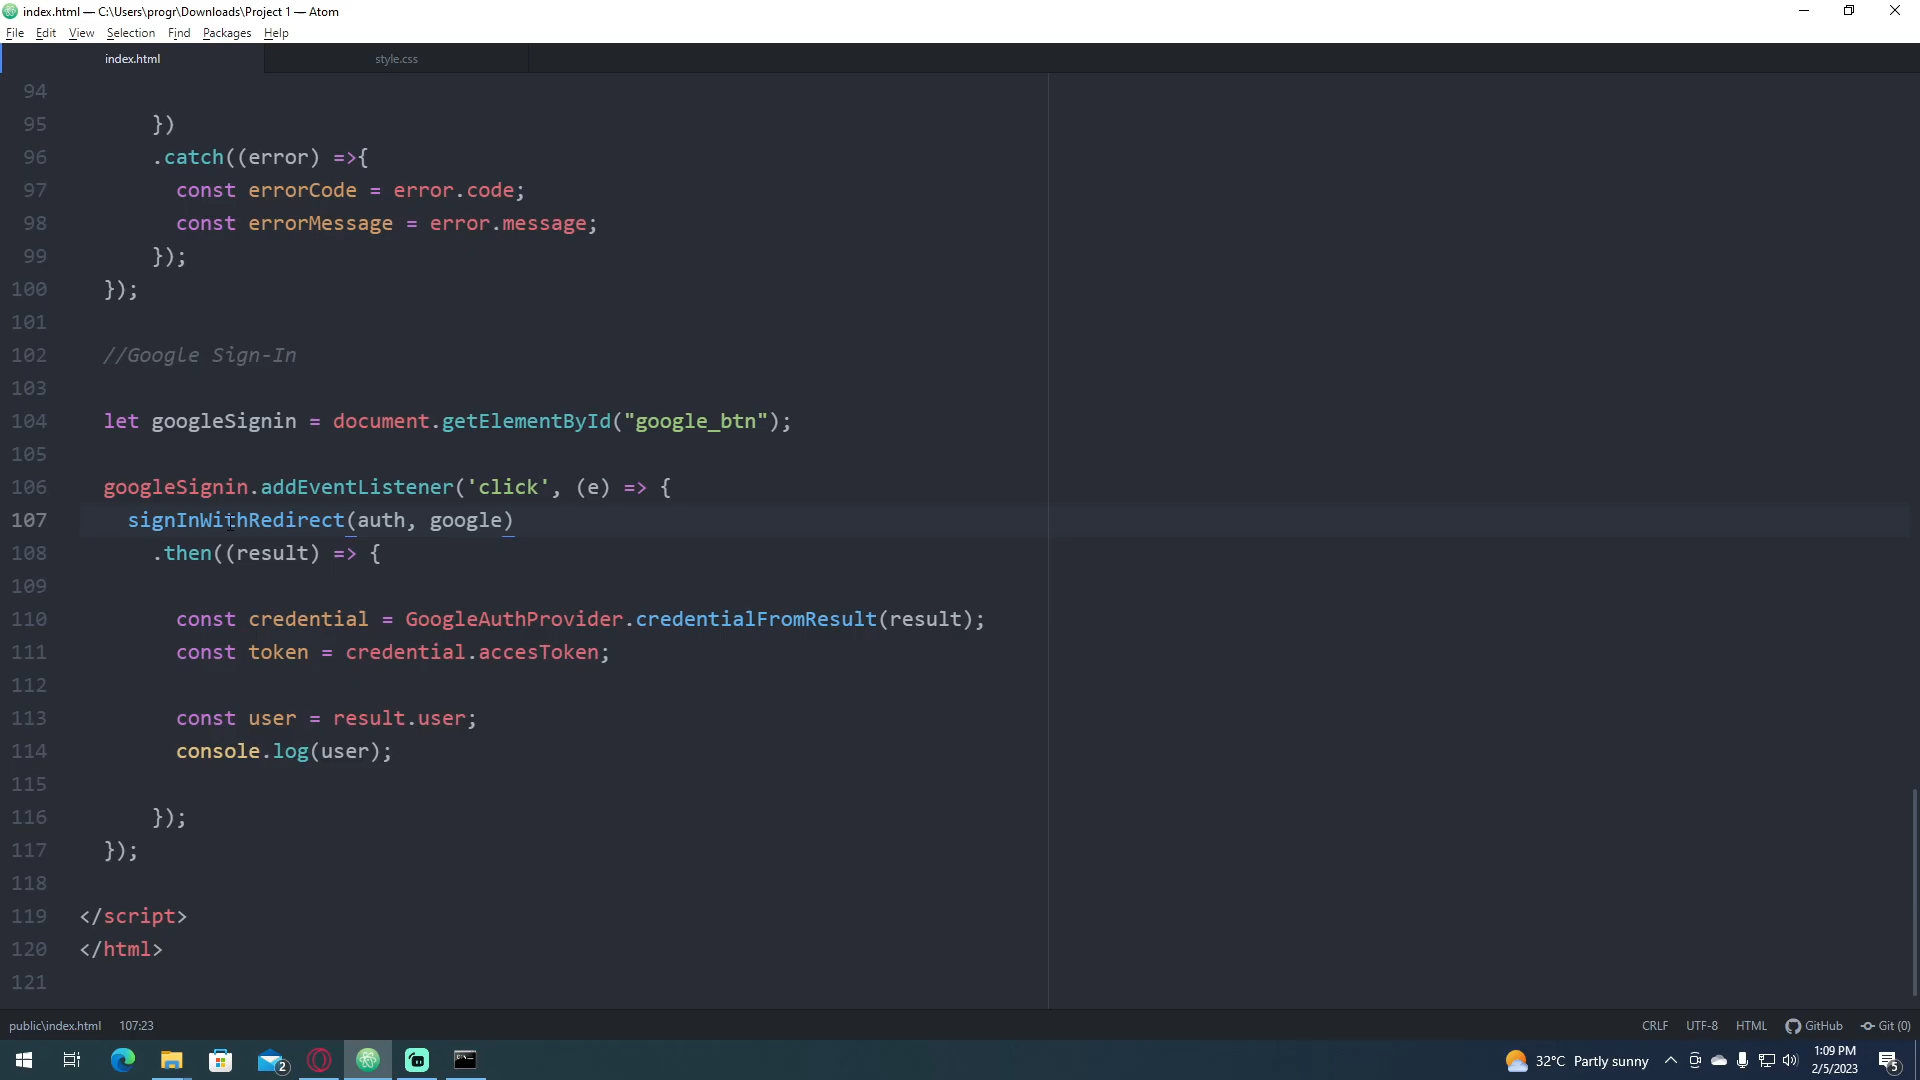 index.html — C:\Users\progr\Downloads\Project 1 — Atom
File Edit View Selection Find Packages Help
index.html style.css
94
95 })
96 .catch((error) =>{
97 const errorCode = error.code;
98 const errorMessage = error.message;
99 });
100 });
101
102 //Google Sign-In
103
104 let googleSignin = document.getElementById("google_btn");
105
106 googleSignin.addEventListener('click', (e) => {
107 signInWithRedirect(auth, google)
108 .then((result) => {
109
110 const credential = GoogleAuthProvider.credentialFromResult(result);
111 const token = credential.accesToken;
112
113 const user = result.user;
114 console.log(user);
115
116 });
117 });
118
119 </script>
120 </html>
121
public\index.html 107:23 CRLF UTF-8 HTML GitHub Git (0)
2 32°C Partly sunny 1:09 PM
2/5/2023 5